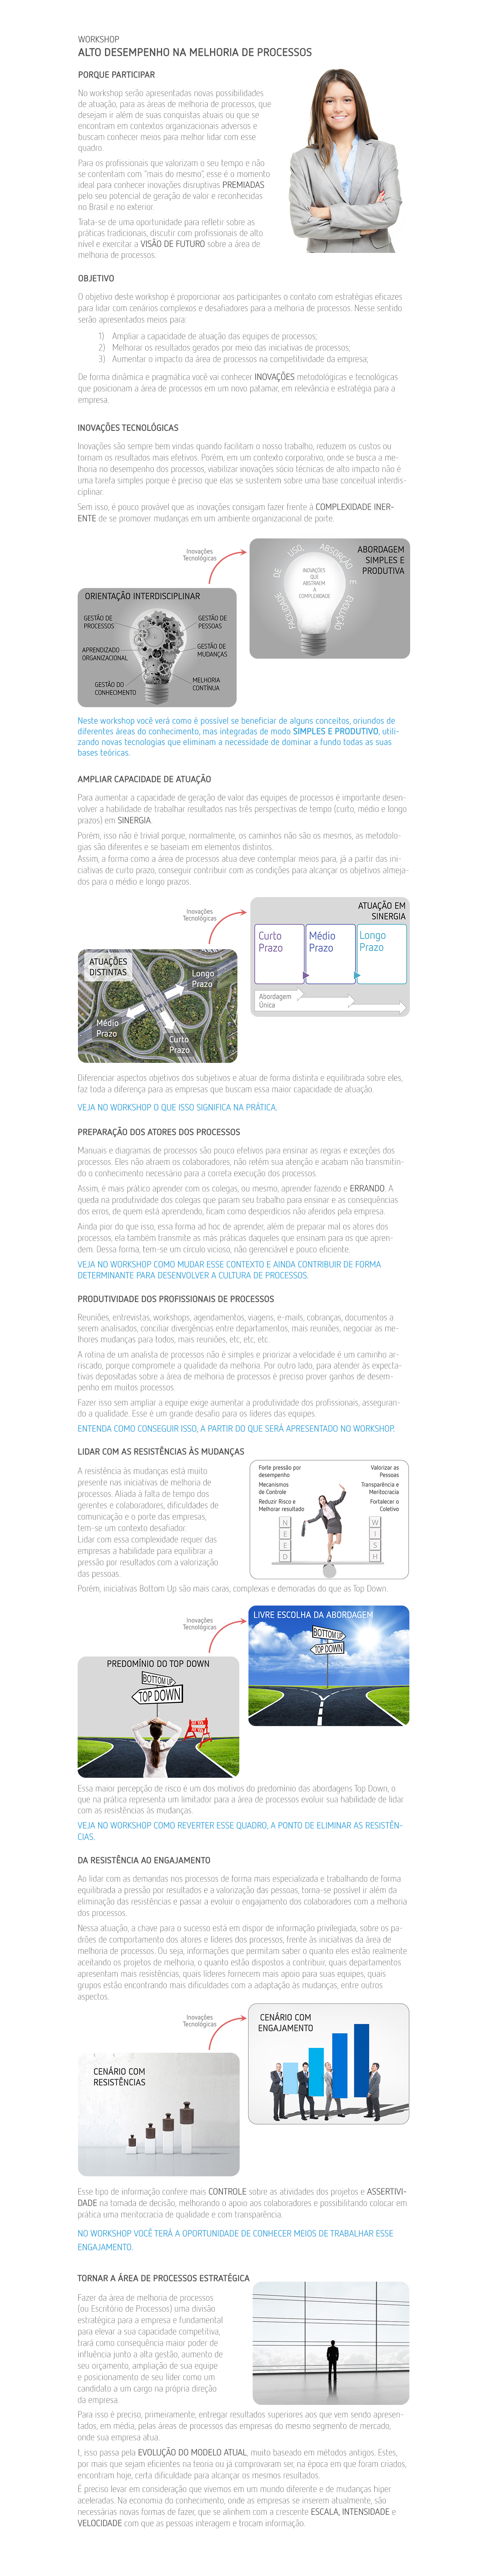 WORKSHOP
ALTO DESEMPENHO NA MELHORIA DE PROCESSOS
PORQUE PARTICIPAR
No workshop serão apresentadas novas possibilidades
de atuação, para as áreas de melhoria de processos, que
desejam ir além de suas conquistas atuais ou que se
encontram em contextos organizacionais adversos e
buscam conhecer meios para melhor lidar com esse
quadro.
Para os profissionais que valorizam o seu tempo e não
se contentam com "mais do mesmo", esse é o momento
ideal para conhecer inovações disruptivas PREMIADAS
pelo seu potencial de geração de valor e reconhecidas
no Brasil e no exterior.
Trata-se de uma oportunidade para refletir sobre as
práticas tradicionais, discutir com profissionais de alto
nível e exercitar a VISÃO DE FUTURO sobre a área de
melhoria de processos.
OBJETIVO
O objetivo deste workshop é proporcionar aos participantes o contato com estratégias eficazes
para lidar com cenários complexos e desafiadores para a melhoria de processos. Nesse sentido
serão apresentados meios para:
1) Ampliar a capacidade de atuação das equipes de processos;
2) Melhorar os resultados gerados por meio das iniciativas de processos;
3) Aumentar o impacto da área de processos na competitividade da empresa;
De forma dinâmica e pragmática você vai conhecer INOVAÇÕES metodológicas e tecnológicas
que posicionam a área de processos em um novo patamar, em relevância e estratégia para a
empresa.
INOVAÇÕES TECNOLÓGICAS
Inovações são sempre bem vindas quando facilitam o nosso trabalho, reduzem os custos ou
tornam os resultados mais efetivos. Porém, em um contexto corporativo, onde se busca a me-
lhoria no desempenho dos processos, viabilizar inovações sócio técnicas de alto impacto não é
uma tarefa simples porque é preciso que elas se sustentem sobre uma base conceitual interdis-
ciplinar.
Sem isso, é pouco provável que as inovações consigam fazer frente à COMPLEXIDADE INER-
ENTE de se promover mudanças em um ambiente organizacional de porte.
Inovações
Tecnológicas
ABORDAGEM
SIMPLES E
PRODUTIVA
FACILIDADE DE USO, ABSORÇÃO E EVOLUÇÃO
INOVAÇÕES
QUE
ABSTRAEM
A
COMPLEXIDADE
ORIENTAÇÃO INTERDISCIPLINAR
GESTÃO DE
PROCESSOS
GESTÃO DE
PESSOAS
APRENDIZADO
ORGANIZACIONAL
GESTÃO DE
MUDANÇAS
GESTÃO DO
CONHECIMENTO
MELHORIA
CONTÍNUA
Neste workshop você verá como é possível se beneficiar de alguns conceitos, oriundos de
diferentes áreas do conhecimento, mas integradas de modo SIMPLES E PRODUTIVO, utili-
zando novas tecnologias que eliminam a necessidade de dominar a fundo todas as suas
bases teóricas.
AMPLIAR CAPACIDADE DE ATUAÇÃO
Para aumentar a capacidade de geração de valor das equipes de processos é importante desen-
volver a habilidade de trabalhar resultados nas três perspectivas de tempo (curto, médio e longo
prazos) em SINERGIA.
Porém, isso não é trivial porque, normalmente, os caminhos não são os mesmos, as metodolo-
gias são diferentes e se baseiam em elementos distintos.
Assim, a forma como a área de processos atua deve contemplar meios para, já a partir das ini-
ciativas de curto prazo, conseguir contribuir com as condições para alcançar os objetivos almeja-
dos para o médio e longo prazos.
Inovações
Tecnológicas
ATUAÇÃO EM
SINERGIA
Curto
Prazo
Médio
Prazo
Longo
Prazo
Abordagem
Única
ATUAÇÕES
DISTINTAS
Longo
Prazo
Médio
Prazo
Curto
Prazo
Diferenciar aspectos objetivos dos subjetivos e atuar de forma distinta e equilibrada sobre eles,
faz toda a diferença para as empresas que buscam essa maior capacidade de atuação.
VEJA NO WORKSHOP O QUE ISSO SIGNIFICA NA PRÁTICA.
PREPARAÇÃO DOS ATORES DOS PROCESSOS
Manuais e diagramas de processos são pouco efetivos para ensinar as regras e exceções dos
processos. Eles não atraem os colaboradores, não retêm sua atenção e acabam não transmitin-
do o conhecimento necessário para a correta execução dos processos.
Assim, é mais prático aprender com os colegas, ou mesmo, aprender fazendo e ERRANDO. A
queda na produtividade dos colegas que param seu trabalho para ensinar e as consequências
dos erros, de quem está aprendendo, ficam como desperdícios não aferidos pela empresa.
Ainda pior do que isso, essa forma ad hoc de aprender, além de preparar mal os atores dos
processos, ela também transmite as más práticas daqueles que ensinam para os que apren-
dem. Dessa forma, tem-se um círculo vicioso, não gerenciável e pouco eficiente.
VEJA NO WORKSHOP COMO MUDAR ESSE CONTEXTO E AINDA CONTRIBUIR DE FORMA
DETERMINANTE PARA DESENVOLVER A CULTURA DE PROCESSOS.
PRODUTIVIDADE DOS PROFISSIONAIS DE PROCESSOS
Reuniões, entrevistas, workshops, agendamentos, viagens, e-mails, cobranças, documentos a
serem analisados, conciliar divergências entre departamentos, mais reuniões, negociar as me-
lhores mudanças para todos, mais reuniões, etc, etc, etc.
A rotina de um analista de processos não é simples e priorizar a velocidade é um caminho ar-
riscado, porque compromete a qualidade da melhoria. Por outro lado, para atender às expecta-
tivas depositadas sobre a área de melhoria de processos é preciso prover ganhos de desem-
penho em muitos processos.
Fazer isso sem ampliar a equipe exige aumentar a produtividade dos profissionais, asseguran-
do a qualidade. Esse é um grande desafio para os líderes das equipes.
ENTENDA COMO CONSEGUIR ISSO, A PARTIR DO QUE SERÁ APRESENTADO NO WORKSHOP.
LIDAR COM AS RESISTÊNCIAS ÀS MUDANÇAS
A resistência às mudanças está muito
presente nas iniciativas de melhoria de
processos. Aliada à falta de tempo dos
gerentes e colaboradores, dificuldades de
comunicação e o porte das empresas,
tem-se um contexto desafiador.
Lidar com essa complexidade requer das
empresas a habilidade para equilibrar a
pressão por resultados com a valorização
das pessoas.
Forte pressão por
desempenho
Mecanismos
de Controle
Reduzir Risco e
Melhorar resultado
Valorizar as
Pessoas
Transparência e
Meritocracia
Fortalecer o
Coletivo
NEED
WISH
Porém, iniciativas Bottom Up são mais caras, complexas e demoradas do que as Top Down.
Inovações
Tecnológicas
LIVRE ESCOLHA DA ABORDAGEM
BOTTOM UP
TOP DOWN
PREDOMÍNIO DO TOP DOWN
BOTTOM UP
TOP DOWN
Essa maior percepção de risco é um dos motivos do predomínio das abordagens Top Down, o
que na prática representa um limitador para a área de processos evoluir sua habilidade de lidar
com as resistências às mudanças.
VEJA NO WORKSHOP COMO REVERTER ESSE QUADRO, A PONTO DE ELIMINAR AS RESISTÊN-
CIAS.
DA RESISTÊNCIA AO ENGAJAMENTO
Ao lidar com as demandas nos processos de forma mais especializada e trabalhando de forma
equilibrada a pressão por resultados e a valorização das pessoas, torna-se possível ir além da
eliminação das resistências e passar a evoluir o engajamento dos colaboradores com a melhoria
dos processos.
Nessa atuação, a chave para o sucesso está em dispor de informação privilegiada, sobre os pa-
drões de comportamento dos atores e líderes dos processos, frente às iniciativas da área de
melhoria de processos. Ou seja, informações que permitam saber o quanto eles estão realmente
aceitando os projetos de melhoria, o quanto estão dispostos a contribuir, quais departamentos
apresentam mais resistências, quais líderes fornecem mais apoio para suas equipes, quais
grupos estão encontrando mais dificuldades com a adaptação às mudanças, entre outros
aspectos.
Inovações
Tecnológicas
CENÁRIO COM
ENGAJAMENTO
CENÁRIO COM
RESISTÊNCIAS
Esse tipo de informação confere mais CONTROLE sobre as atividades dos projetos e ASSERTIVI-
DADE na tomada de decisão, melhorando o apoio aos colaboradores e possibilitando colocar em
prática uma meritocracia de qualidade e com transparência.
NO WORKSHOP VOCÊ TERÁ A OPORTUNIDADE DE CONHECER MEIOS DE TRABALHAR ESSE
ENGAJAMENTO.
TORNAR A ÁREA DE PROCESSOS ESTRATÉGICA
Fazer da área de melhoria de processos
(ou Escritório de Processos) uma divisão
estratégica para a empresa e fundamental
para elevar a sua capacidade competitiva,
trará como consequência maior poder de
influência junto a alta gestão, aumento de
seu orçamento, ampliação de sua equipe
e posicionamento de seu líder como um
candidato a um cargo na própria direção
da empresa.
Para isso é preciso, primeiramente, entregar resultados superiores aos que vem sendo apresen-
tados, em média, pelas áreas de processos das empresas do mesmo segmento de mercado,
onde sua empresa atua.
E, isso passa pela EVOLUÇÃO DO MODELO ATUAL, muito baseado em métodos antigos. Estes,
por mais que sejam eficientes na teoria ou já comprovaram ser, na época em que foram criados,
encontram hoje, certa dificuldade para alcançar os mesmos resultados.
É preciso levar em consideração que vivemos em um mundo diferente e de mudanças hiper
aceleradas. Na economia do conhecimento, onde as empresas se inserem atualmente, são
necessárias novas formas de fazer, que se alinhem com a crescente ESCALA, INTENSIDADE e
VELOCIDADE com que as pessoas interagem e trocam informação.